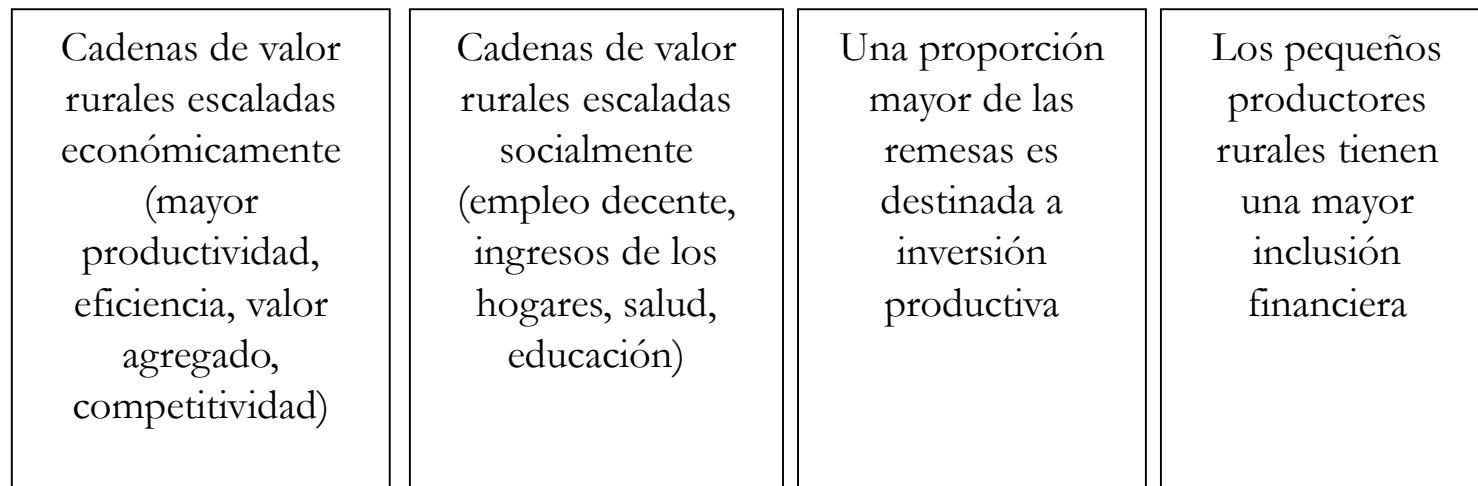 Cadenas de valor
rurales escaladas
económicamente
(mayor
productividad,
eficiencia, valor
agregado,
competitividad)
Cadenas de valor
rurales escaladas
socialmente
(empleo decente,
ingresos de los
hogares, salud,
educación)
Una proporción
mayor de las
remesas es
destinada a
inversión
productiva
Los pequeños
productores
rurales tienen
una mayor
inclusión
financiera